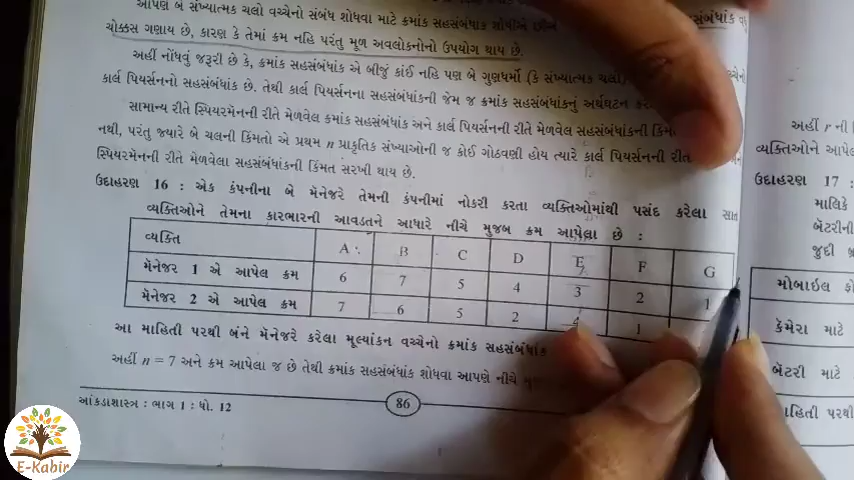 આપણે બે સંખ્યાત્મક ચલો વચ્ચેનો સંબંધ શોધવા માટે ક્રમાંક સહસંબંધાંક
ચોક્કસ ગણાય છે, કારણ કે તેમાં ક્રમ નહિ પરંતુ મૂળ અવલોકનોનો ઉપયોગ થાય છે.
અહીં નોંધવું જરૂરી છે કે, ક્રમાંક સહસંબંધાંક એ બીજું કાંઈ નહિ પણ બે ગુણધર્મો (કે સંખ્યાત્મક ચલો)
કાર્લ પિયર્સનનો સહસંબંધાંક છે. તેથી કાર્લ પિયર્સનના સહસંબંધાંકની જેમ જ ક્રમાંક સહસંબંધાંકનું અર્થઘટન
સામાન્ય રીતે સ્પિયરમૅનની રીતે મેળવેલ ક્રમાંક સહસંબંધાંક અને કાર્લ પિયર્સનની રીતે મેળવેલ સહસંબંધાંકની
નથી, પરંતુ જ્યારે બે ચલની કિંમતો એ પ્રથમ n પ્રાકૃતિક સંખ્યાઓની જ કોઈ ગોઠવણી હોય ત્યારે કાર્લ પિયર્સનની રીત
સ્પિયરમૅનની રીતે મેળવેલા સહસંબંધાંકની કિંમત સરખી થાય છે.
ઉદાહરણ 16 : એક કંપનીના બે મૅનેજરે તેમની કંપનીમાં નોકરી કરતા વ્યક્તિઓમાંથી પસંદ કરેલા સાત
વ્યક્તિઓને તેમના કારભારની આવડતને આધારે નીચે મુજબ ક્રમ આપેલા છે :
વ્યક્તિ A B C D E F G
મૅનેજર 1 એ આપેલ ક્રમ 6 7 5 4 3 2 1
મૅનેજર 2 એ આપેલ ક્રમ 7 6 5 2 4 1
આ માહિતી પરથી બંને મૅનેજરે કરેલા મૂલ્યાંકન વચ્ચેનો ક્રમાંક સહસંબંધાંક
અહીં n = 7 અને ક્રમ આપેલા જ છે તેથી ક્રમાંક સહસંબંધાંક શોધવા આપણે નીચે
આંકડાશાસ્ત્ર : ભાગ 1 : ધો. 12
86
અહીં r ની
વ્યક્તિઓને આપે
ઉદાહરણ 17 :
માલિકે
બૅટરીની
જુદી
મોબાઈલ ફો
કૅમેરા માટે
બૅટરી માટે
માહિતી પરથી
E-Kabir